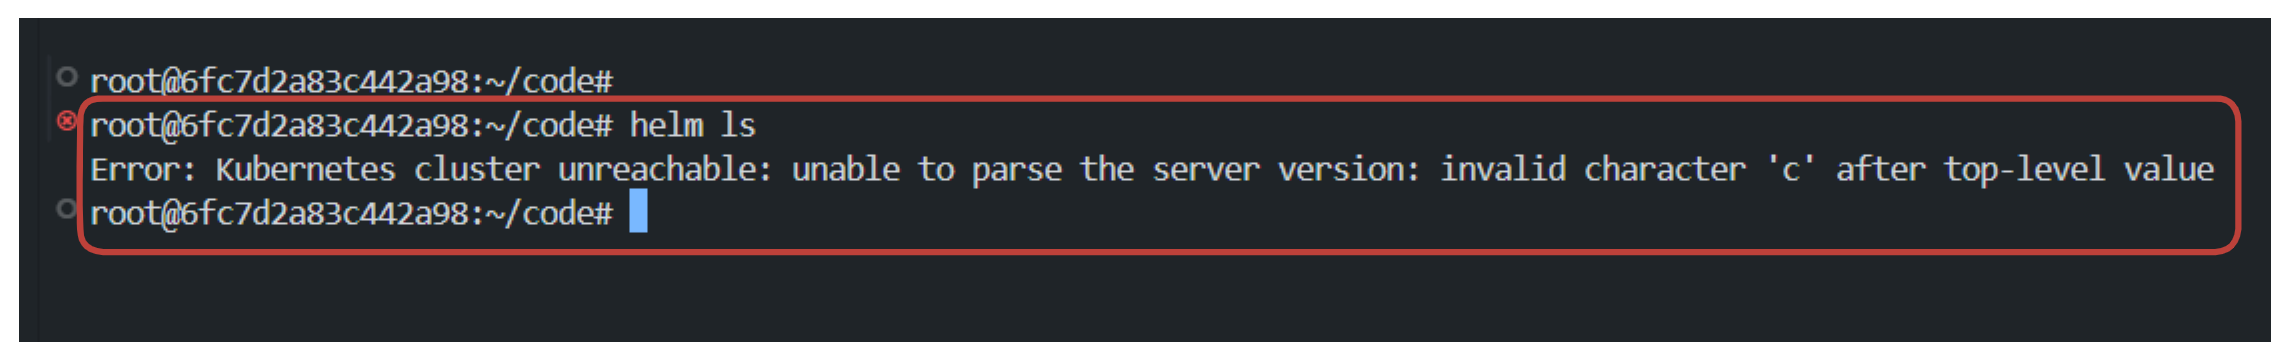 root@6fc7d2a83c442a98:~/code#
root@6fc7d2a83c442a98:~/code# helm ls
Error: Kubernetes cluster unreachable: unable to parse the server version: invalid character 'c' after top-level value
root@6fc7d2a83c442a98:~/code#